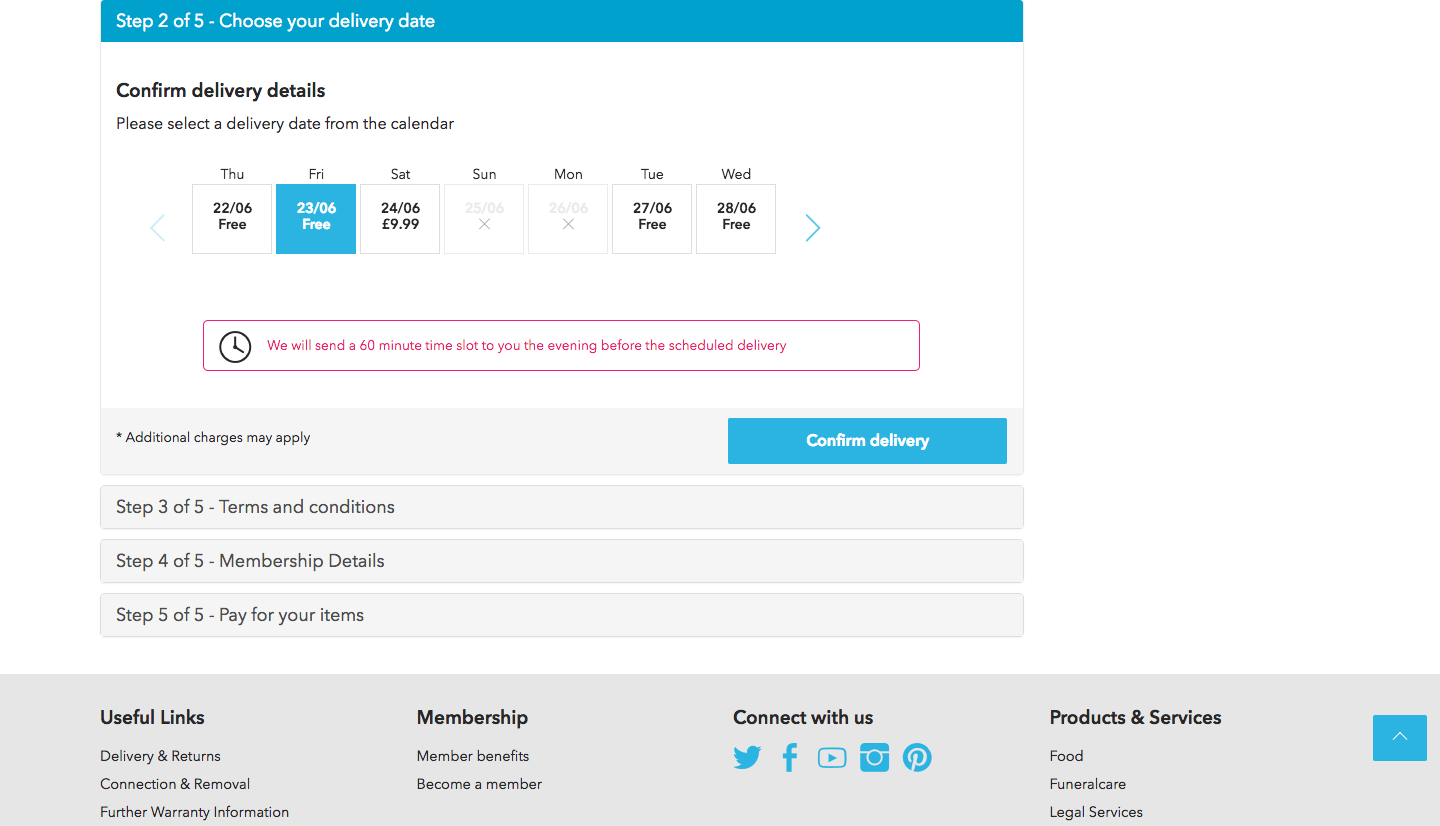 Step 2 of 5 - Choose your delivery date
Confirm delivery details
Please select a delivery date from the calendar
Thu Fri Sat Sun Mon Tue Wed
22/06 23/06 24/06 25/06 26/06 27/06 28/06
Free Free £9.99 Free Free
We will send a 60 minute time slot to you the evening before the scheduled delivery
* Additional charges may apply
Confirm delivery
Step 3 of 5 - Terms and conditions
Step 4 of 5 - Membership Details
Step 5 of 5 - Pay for your items
Useful Links
Delivery & Returns
Connection & Removal
Further Warranty Information
Membership
Member benefits
Become a member
Connect with us
Products & Services
Food
Funeralcare
Legal Services